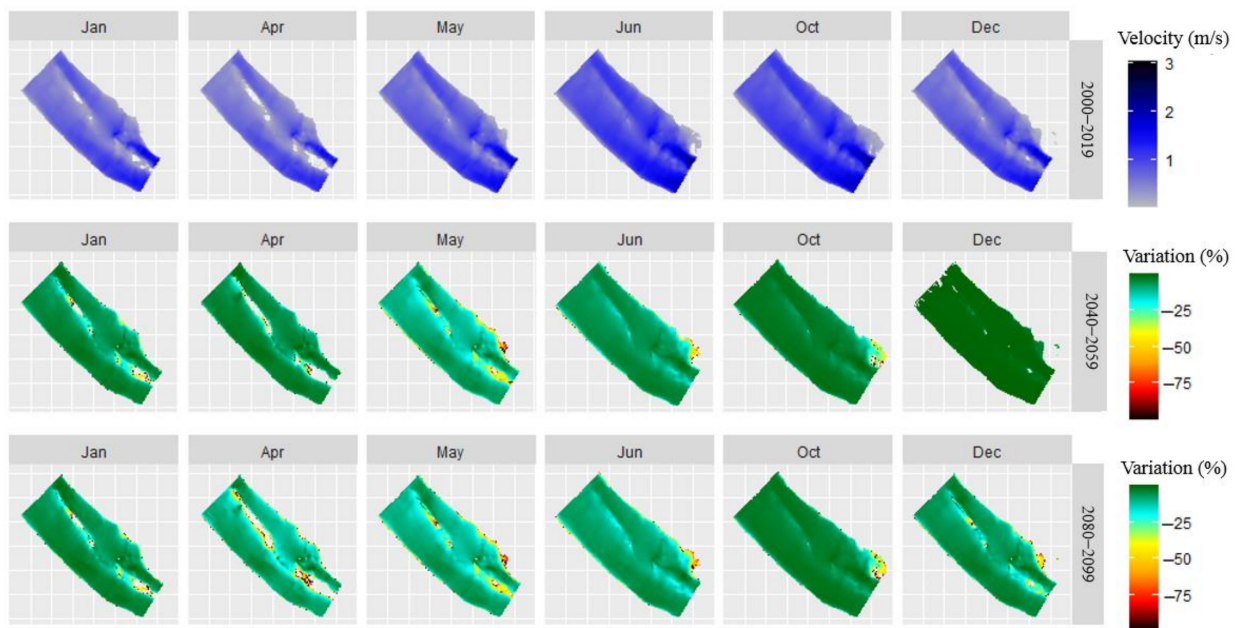 Jan Apr May Jun Oct Dec
Velocity (m/s)
3
2
1
2000–2019
Jan Apr May Jun Oct Dec
Variation (%)
–25
–50
–75
2040–2059
Jan Apr May Jun Oct Dec
Variation (%)
–25
–50
–75
2080–2099